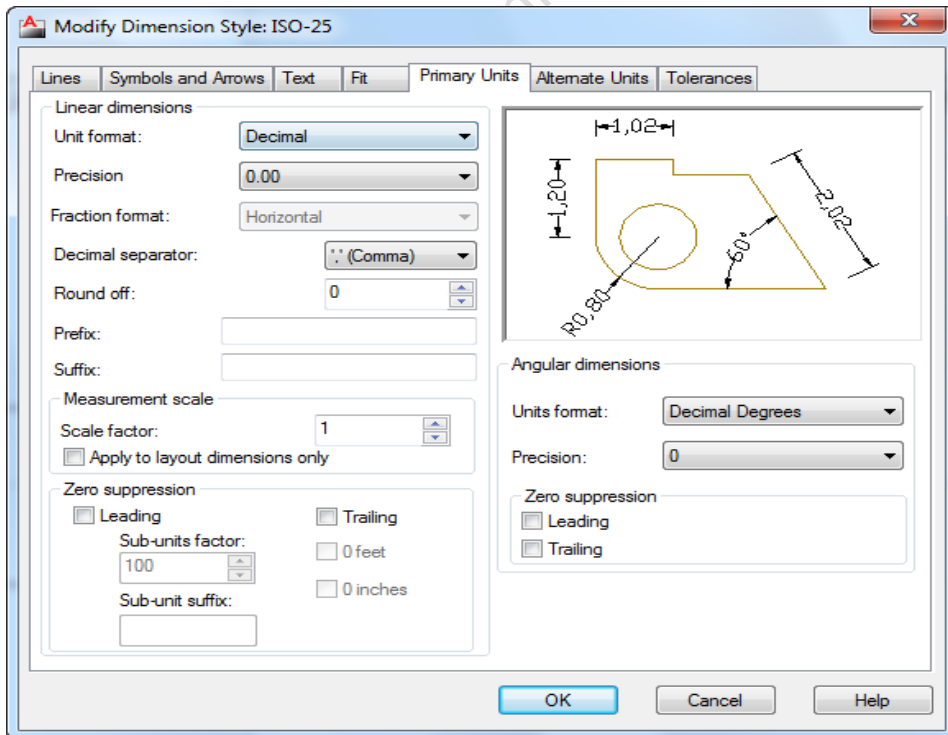 Modify Dimension Style: ISO-25
Lines Symbols and Arrows Text Fit Primary Units Alternate Units Tolerances
Linear dimensions
Unit format: Decimal
Precision 0.00
Fraction format: Horizontal
Decimal separator: ',' (Comma)
Round off: 0
Prefix:
Suffix:
Measurement scale
Scale factor: 1
Apply to layout dimensions only
Zero suppression
Leading Trailing
Sub-units factor: 0 feet
100
0 inches
Sub-unit suffix:
1,02
1,20
2,02
60°
R0,80
Angular dimensions
Units format: Decimal Degrees
Precision: 0
Zero suppression
Leading
Trailing
OK Cancel Help